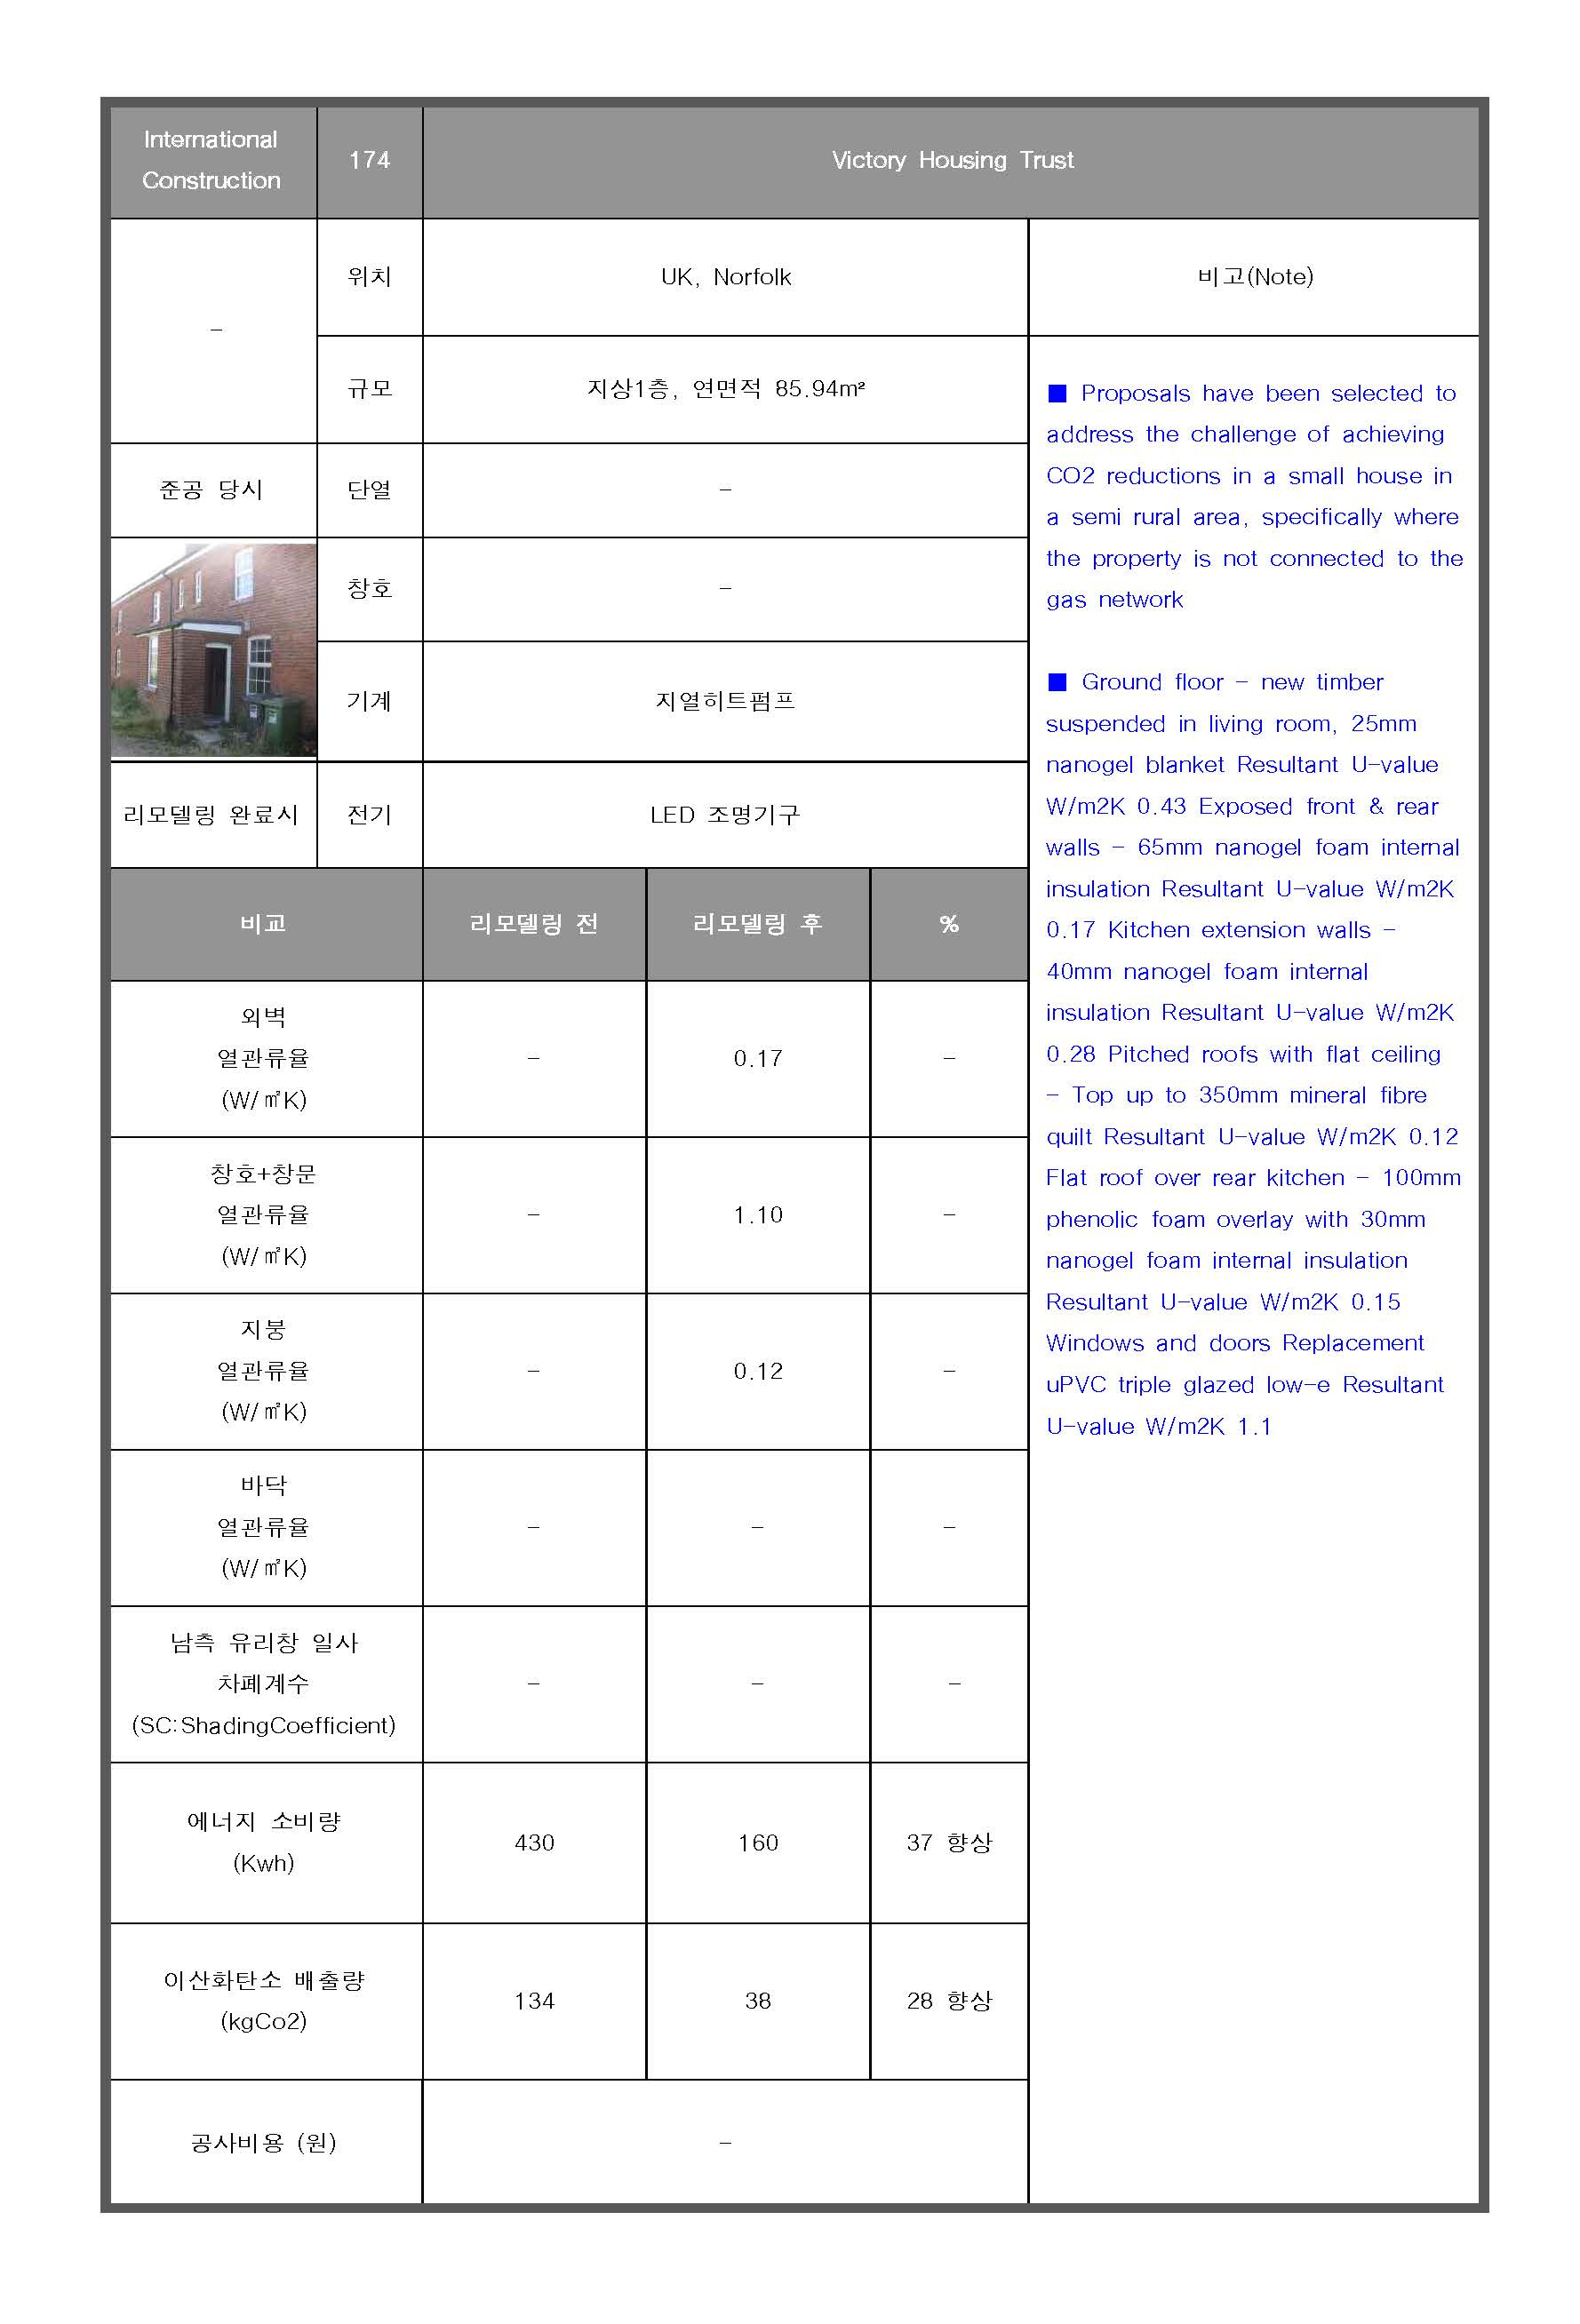 International
Construction
174
Victory Housing Trust
-
위치
UK, Norfolk
비고(Note)
규모
지상1층, 연면적 85.94m²
준공 당시
단열
-
창호
-
기계
지열히트펌프
리모델링 완료시
전기
LED 조명기구
■ Proposals have been selected to
address the challenge of achieving
CO2 reductions in a small house in
a semi rural area, specifically where
the property is not connected to the
gas network
■ Ground floor - new timber
suspended in living room, 25mm
nanogel blanket Resultant U-value
W/m2K 0.43 Exposed front & rear
walls - 65mm nanogel foam internal
insulation Resultant U-value W/m2K
0.17 Kitchen extension walls -
40mm nanogel foam internal
insulation Resultant U-value W/m2K
0.28 Pitched roofs with flat ceiling
- Top up to 350mm mineral fibre
quilt Resultant U-value W/m2K 0.12
Flat roof over rear kitchen - 100mm
phenolic foam overlay with 30mm
nanogel foam internal insulation
Resultant U-value W/m2K 0.15
Windows and doors Replacement
uPVC triple glazed low-e Resultant
U-value W/m2K 1.1
비교
리모델링 전
리모델링 후
%
외벽
열관류율
(W/㎡K)
-
0.17
-
창호+창문
열관류율
(W/㎡K)
-
1.10
-
지붕
열관류율
(W/㎡K)
-
0.12
-
바닥
열관류율
(W/㎡K)
-
-
-
남측 유리창 일사
차폐계수
(SC:ShadingCoefficient)
-
-
-
에너지 소비량
(Kwh)
430
160
37 향상
이산화탄소 배출량
(kgCo2)
134
38
28 향상
공사비용 (원)
-